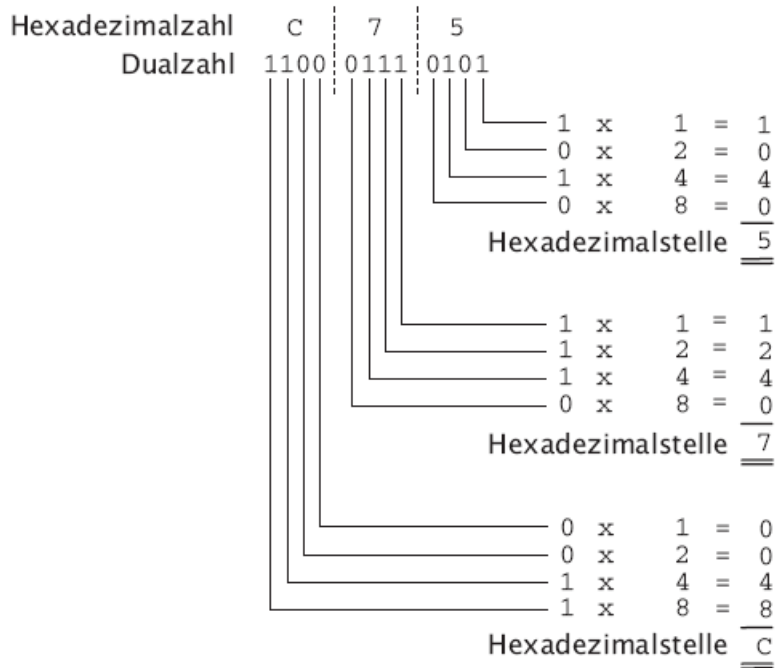 Hexadezimalzahl C 7 5
Dualzahl 1100 0111 0101
1 x 1 = 1
0 x 2 = 0
1 x 4 = 4
0 x 8 = 0
Hexadezimalstelle 5
1 x 1 = 1
1 x 2 = 2
1 x 4 = 4
0 x 8 = 0
Hexadezimalstelle 7
0 x 1 = 0
0 x 2 = 0
1 x 4 = 4
1 x 8 = 8
Hexadezimalstelle C